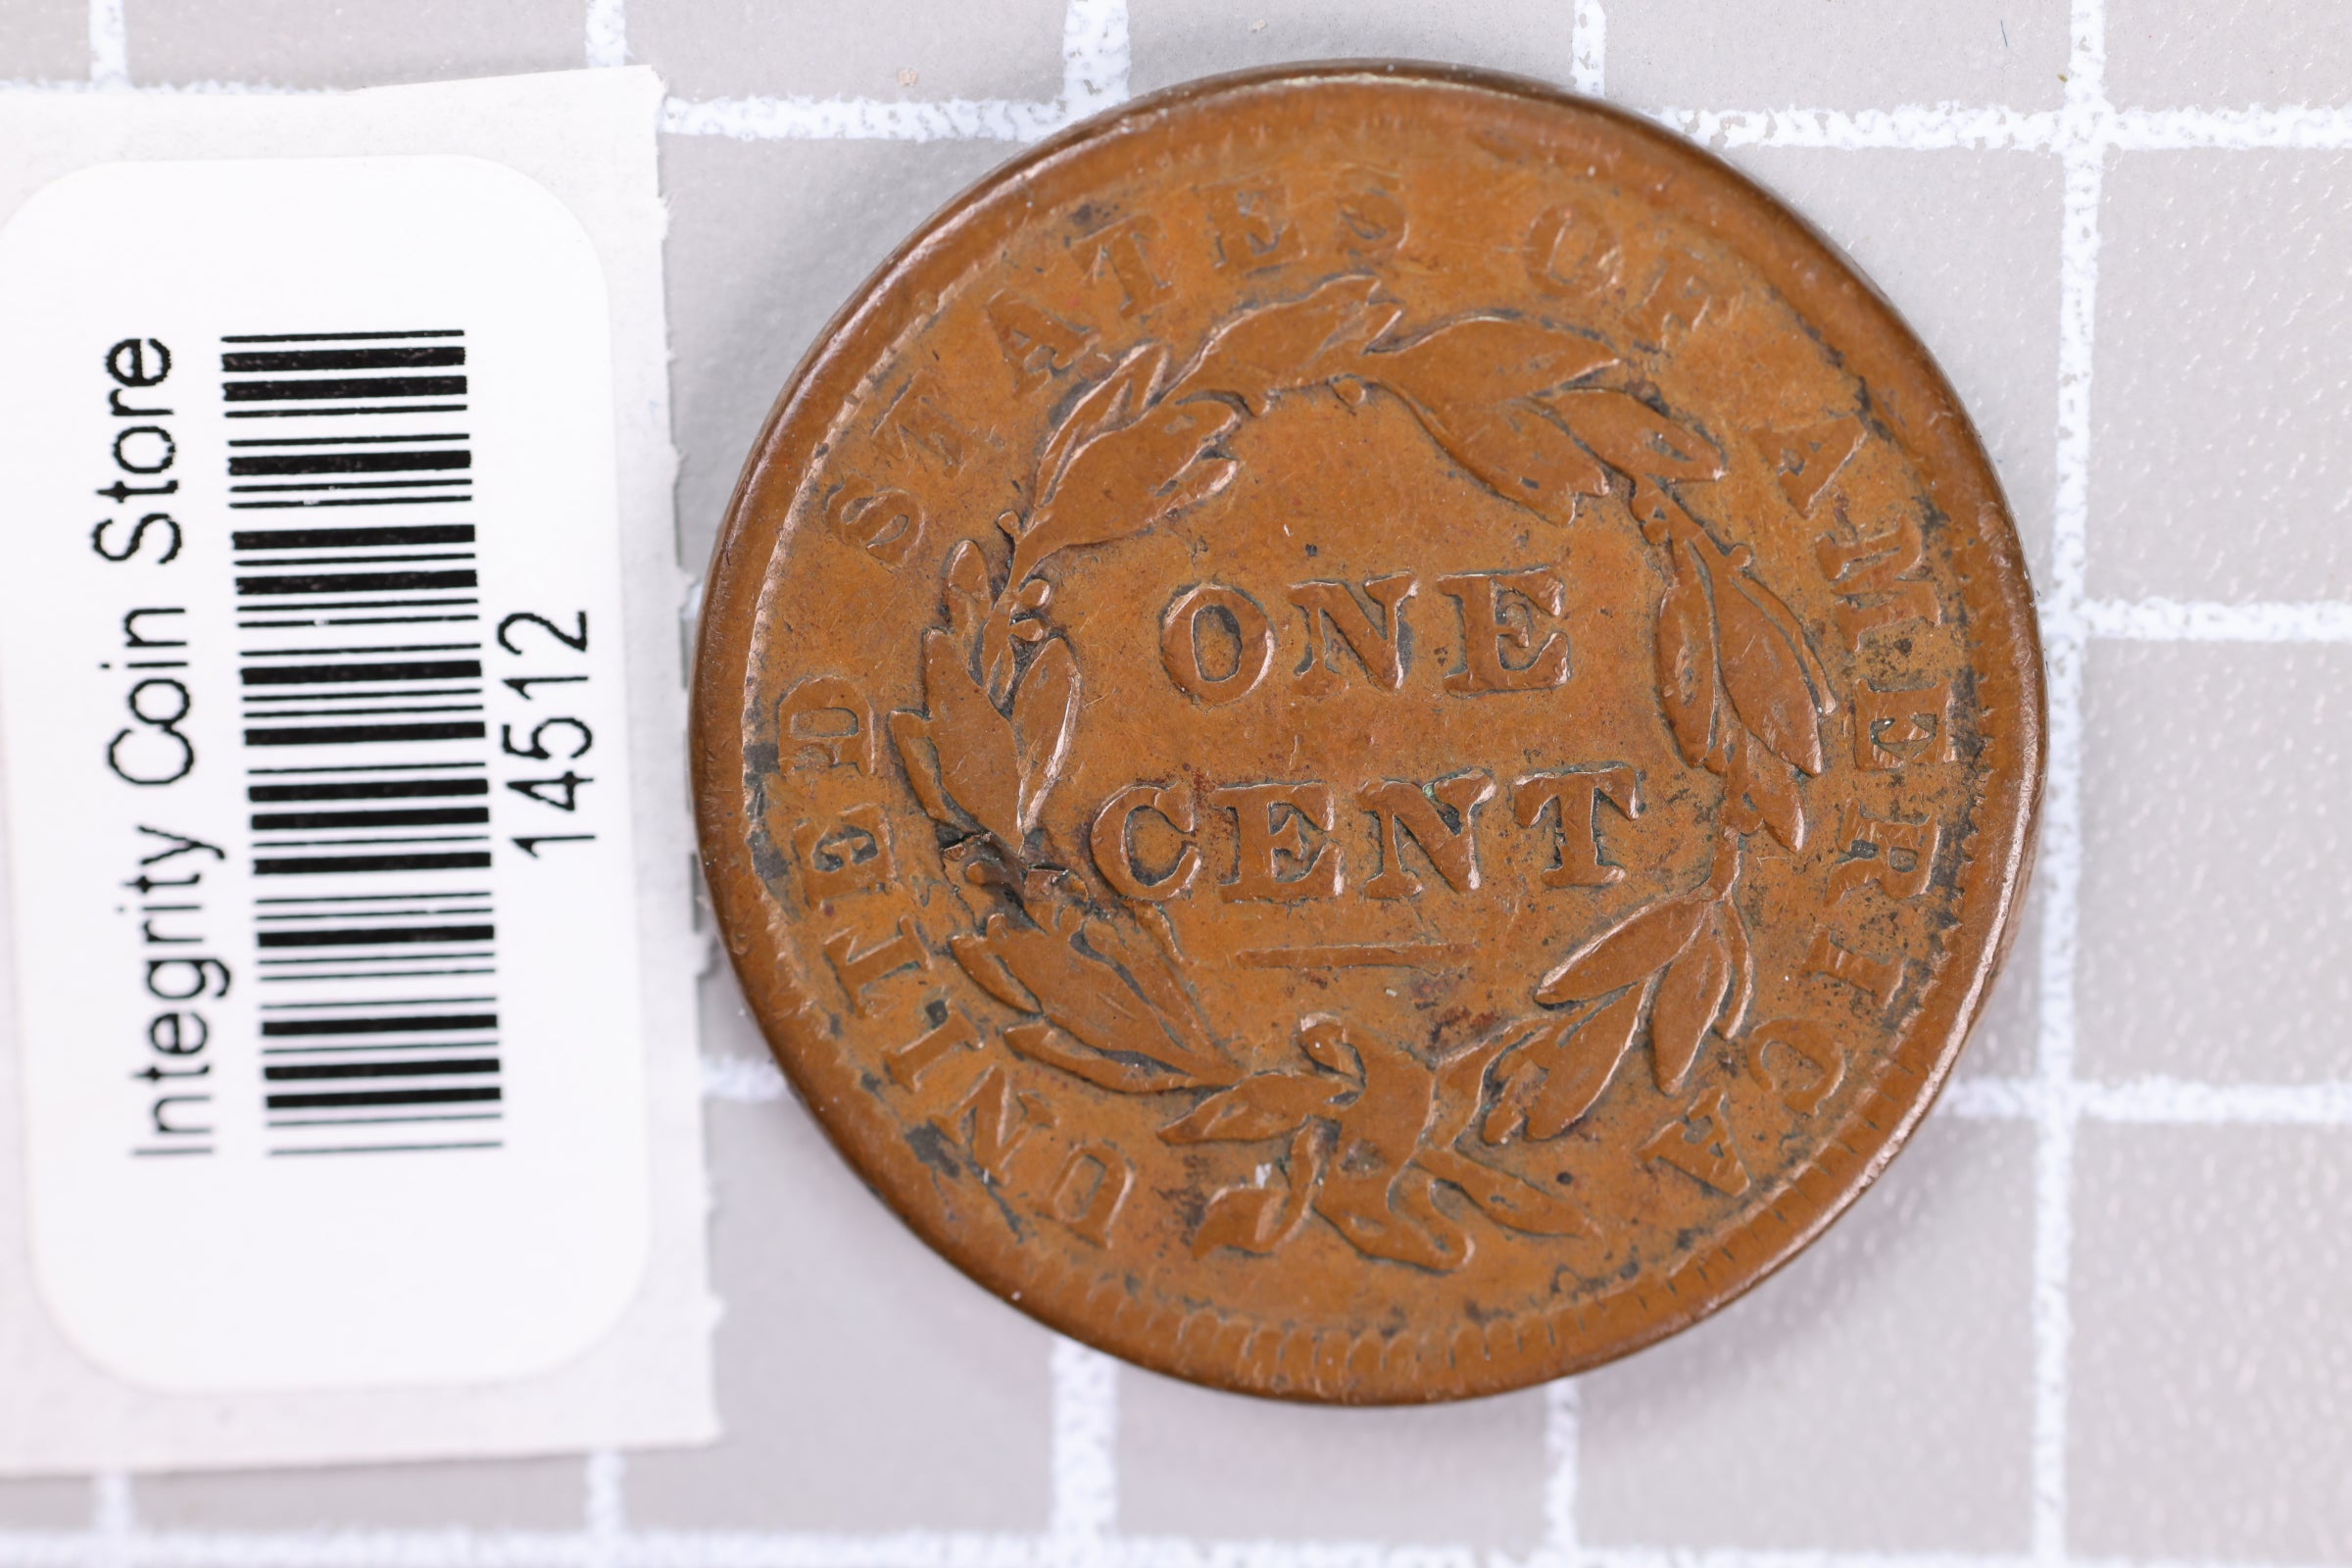 Integrity Coin Store
14512
UNITED STATES OF AMERICA
ONE
CENT